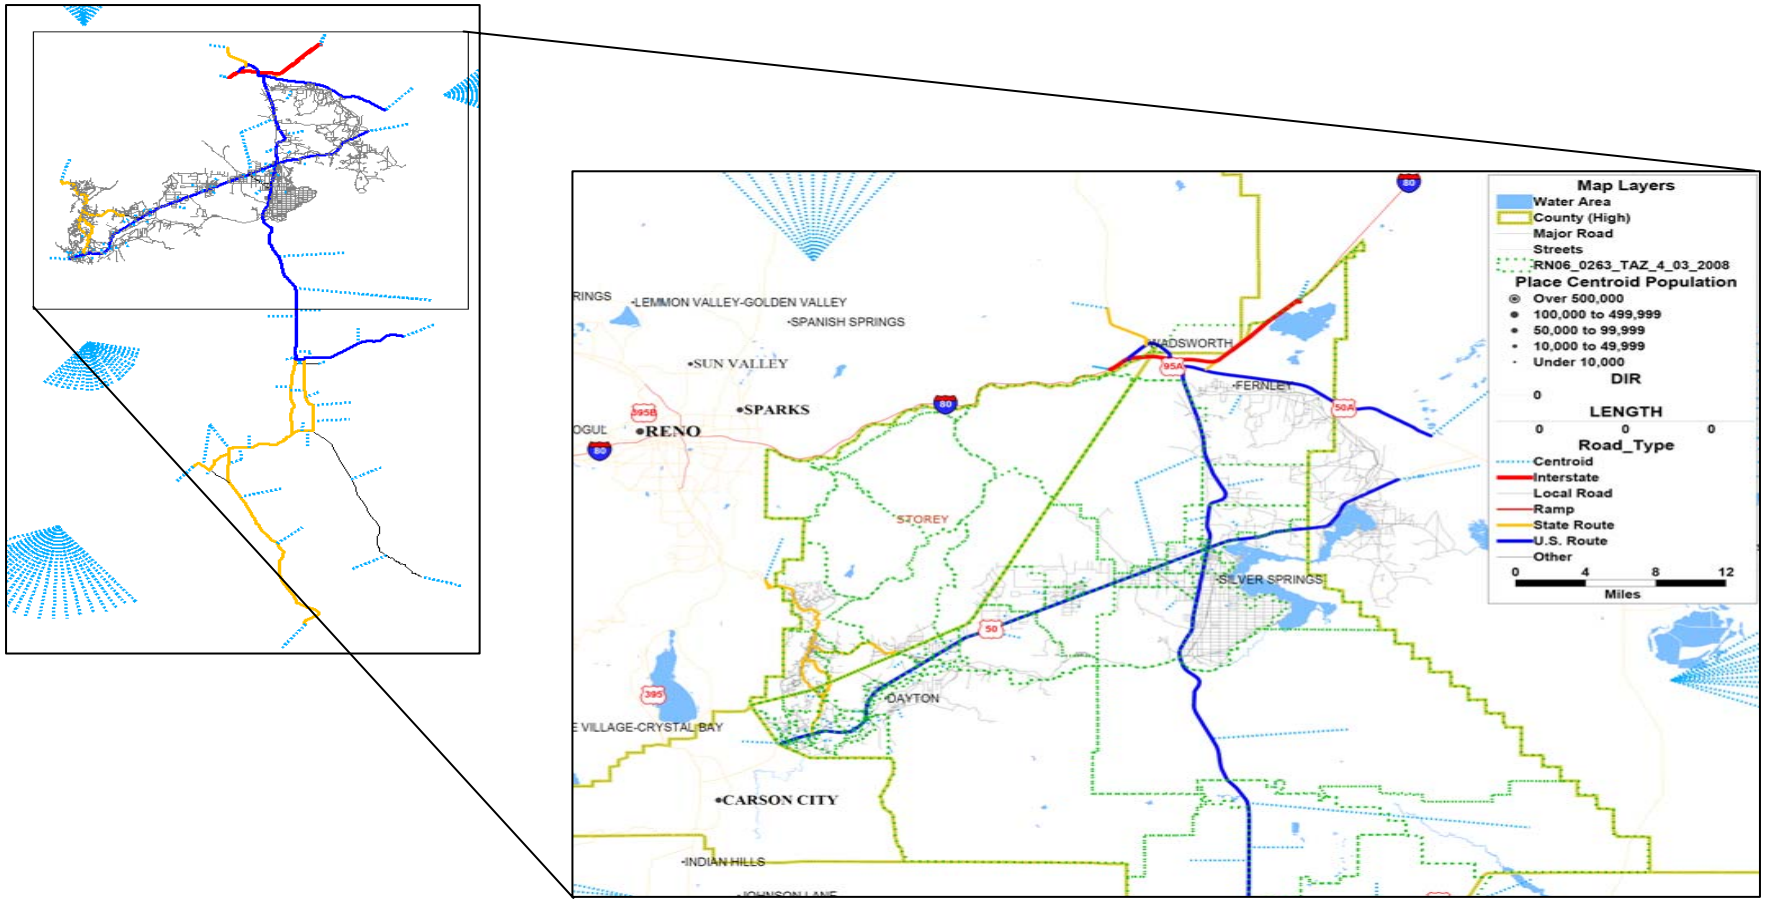 80
RINGS
LEMMON VALLEY-GOLDEN VALLEY
SPANISH SPRINGS
WADSWORTH
SUN VALLEY
95A
FERNLEY
80
50A
395B
SPARKS
OGUL
RENO
80
STOREY
SILVER SPRINGS
50
395
DAYTON
E VILLAGE-CRYSTAL BAY
CARSON CITY
INDIAN HILLS
JOHNSON LANE
Map Layers
Water Area
County (High)
Major Road
Streets
RN06_0263_TAZ_4_03_2008
Place Centroid Population
Over 500,000
100,000 to 499,999
50,000 to 99,999
10,000 to 49,999
Under 10,000
DIR
0
LENGTH
0 0 0
Road_Type
Centroid
Interstate
Local Road
Ramp
State Route
U.S. Route
Other
0 4 8 12
Miles